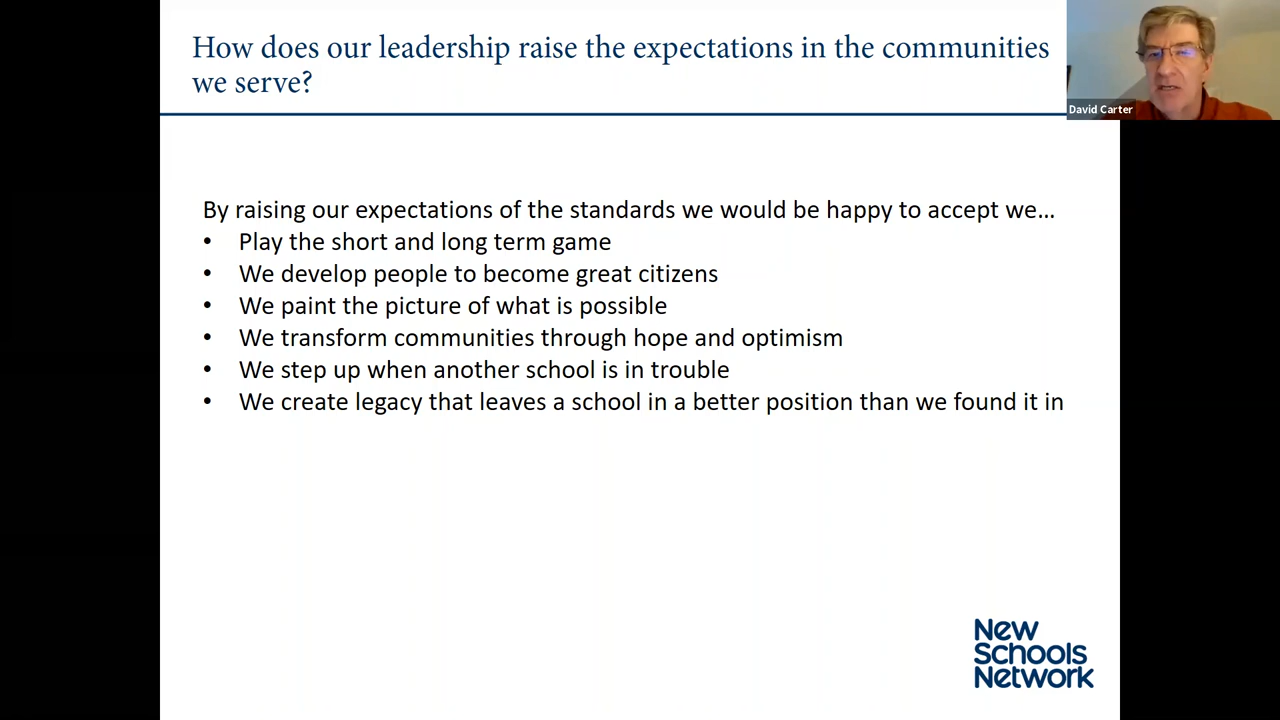 How does our leadership raise the expectations in the communities
we serve?
David Carter
By raising our expectations of the standards we would be happy to accept we…
• Play the short and long term game
• We develop people to become great citizens
• We paint the picture of what is possible
• We transform communities through hope and optimism
• We step up when another school is in trouble
• We create legacy that leaves a school in a better position than we found it in
New
Schools
Network